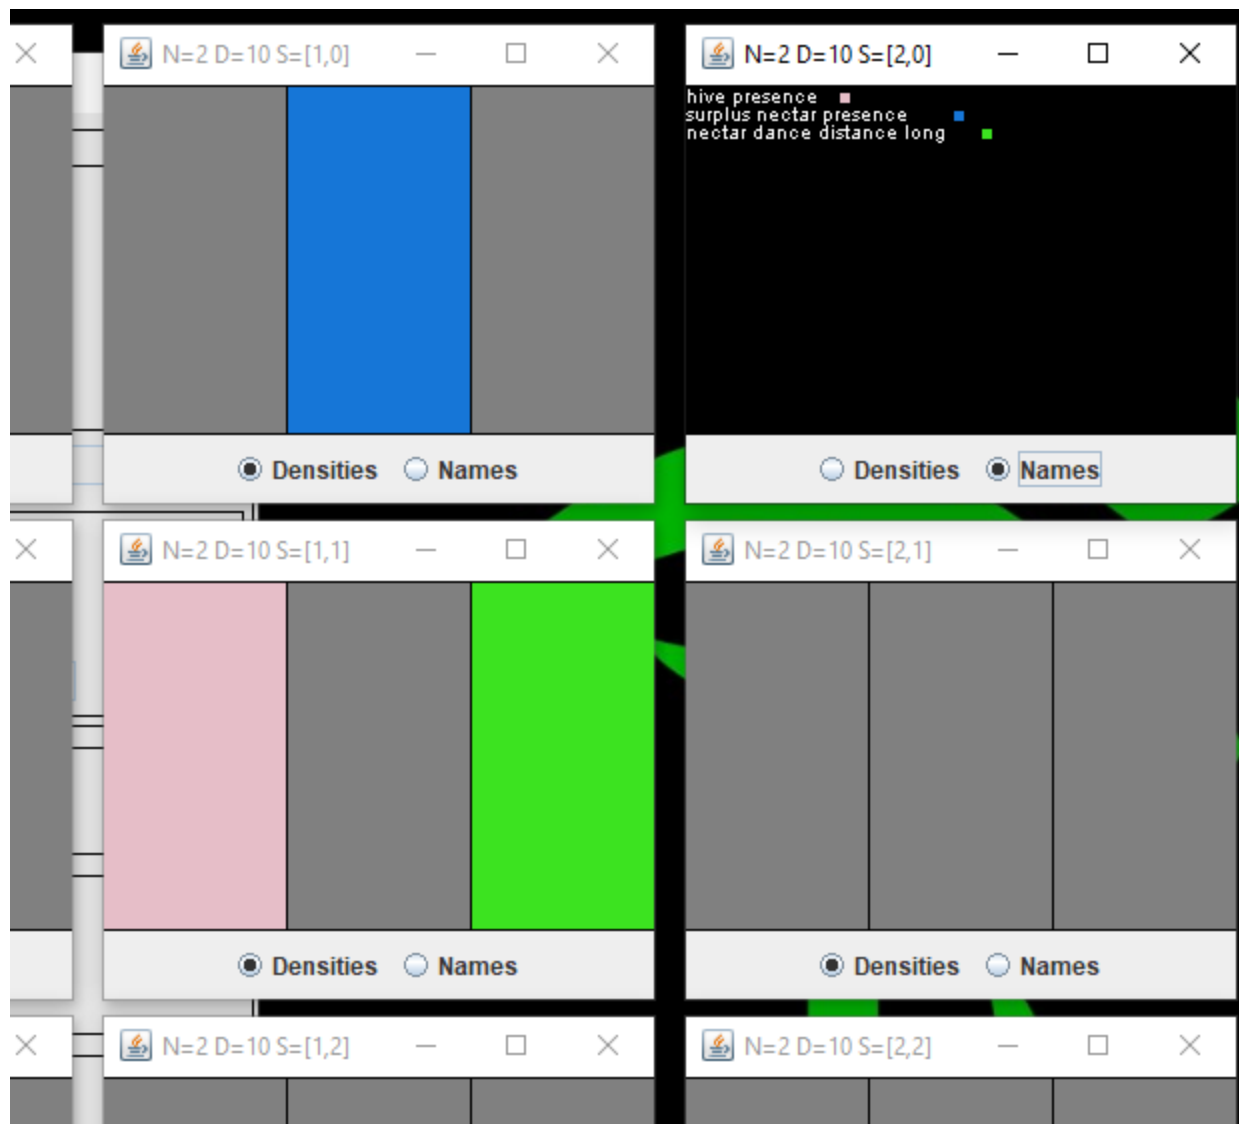 N=2 D=10 S=[1,0]
N=2 D=10 S=[2,0]
hive presence
surplus nectar presence
nectar dance distance long
Densities Names
Densities Names
N=2 D=10 S=[1,1]
N=2 D=10 S=[2,1]
Densities Names
Densities Names
N=2 D=10 S=[1,2]
N=2 D=10 S=[2,2]